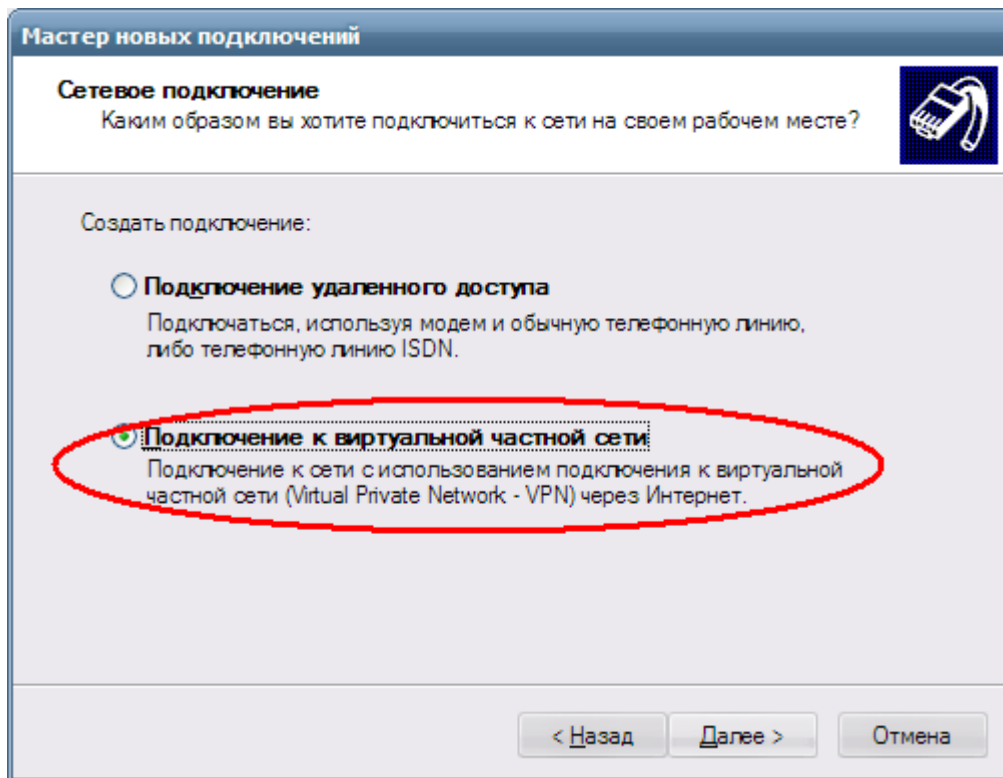 Мастер новых подключений
Сетевое подключение
Каким образом вы хотите подключиться к сети на своем рабочем месте?
Создать подключение:
Подключение удаленного доступа
Подключаться, используя модем и обычную телефонную линию,
либо телефонную линию ISDN.
Подключение к виртуальной частной сети
Подключение к сети с использованием подключения к виртуальной
частной сети (Virtual Private Network - VPN) через Интернет.
< Назад Далее > Отмена